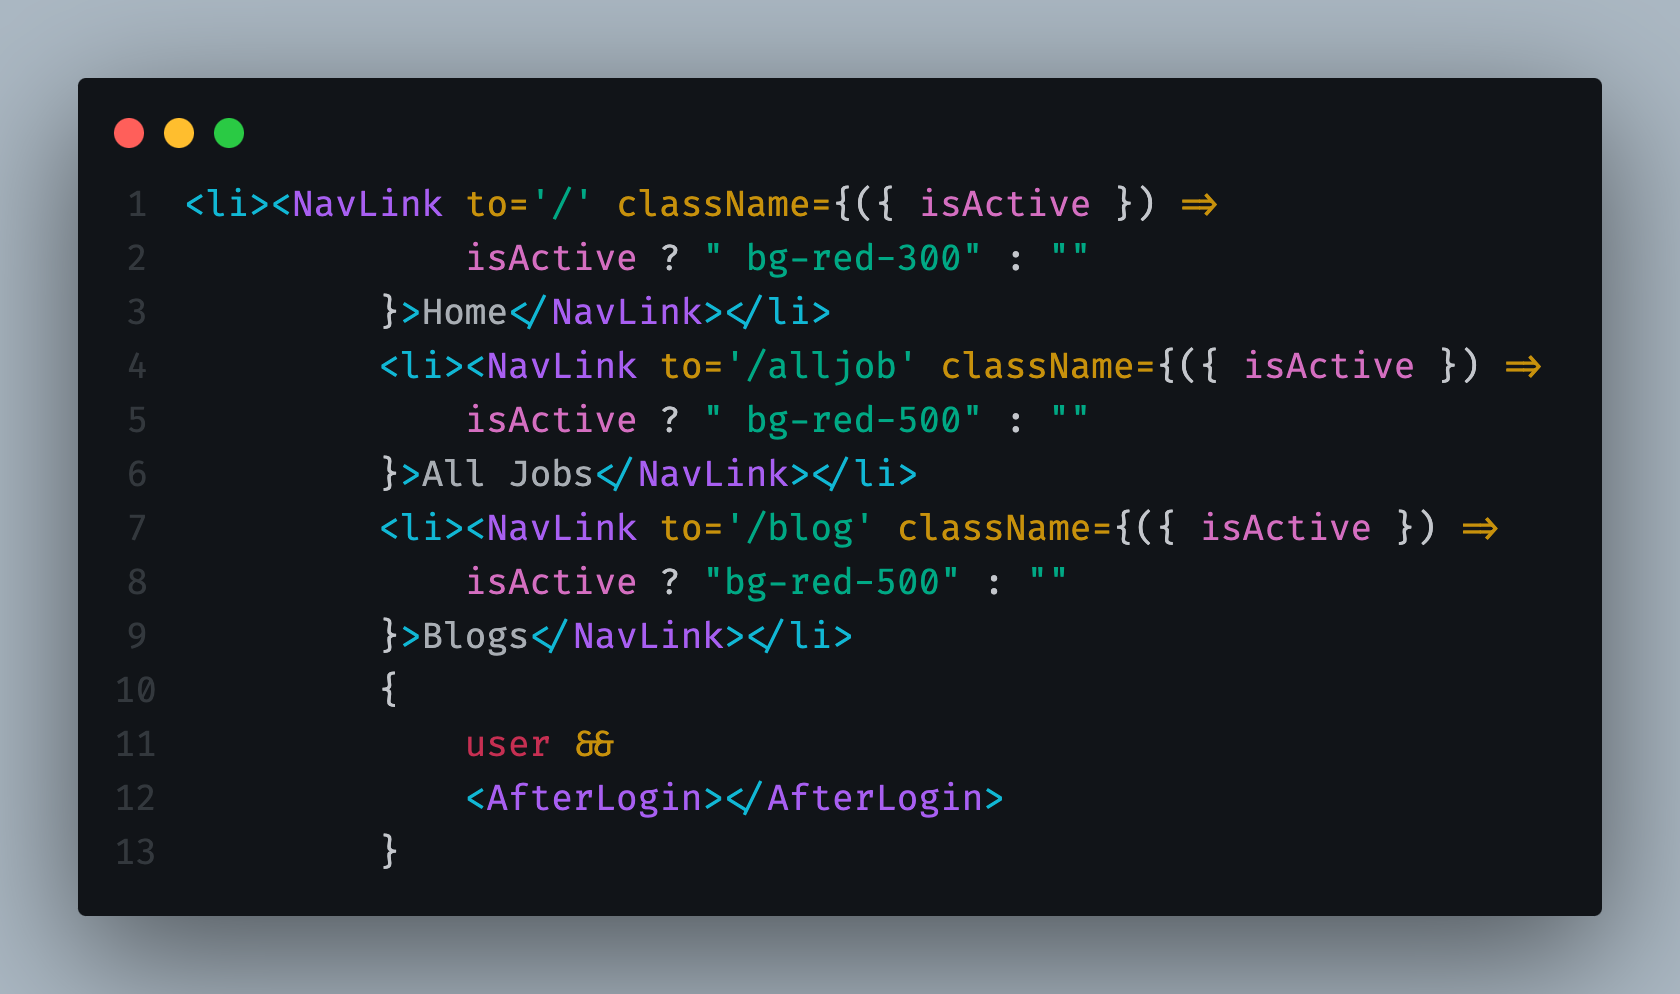 1 <li><NavLink to='/' className={({ isActive }) =>
2 isActive ? " bg-red-300" : ""
3 }>Home</NavLink></li>
4 <li><NavLink to='/alljob' className={({ isActive }) =>
5 isActive ? " bg-red-500" : ""
6 }>All Jobs</NavLink></li>
7 <li><NavLink to='/blog' className={({ isActive }) =>
8 isActive ? "bg-red-500" : ""
9 }>Blogs</NavLink></li>
10 {
11 user &&
12 <AfterLogin></AfterLogin>
13 }